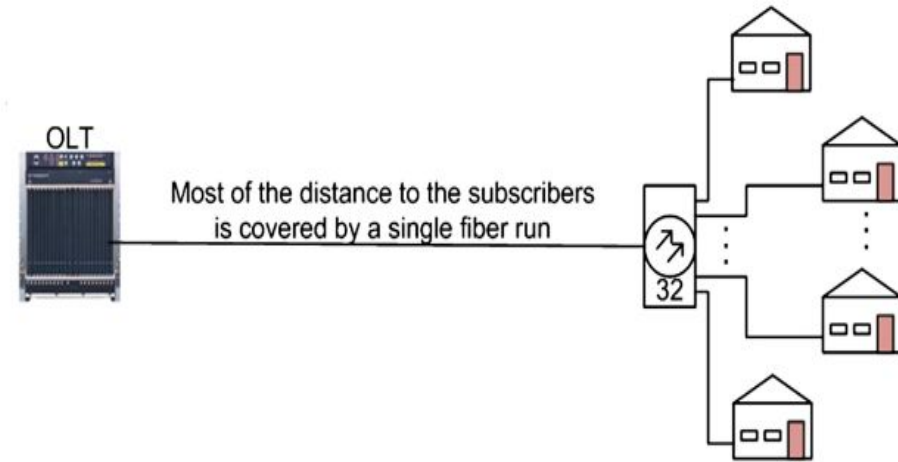 OLT
Most of the distance to the subscribers
is covered by a single fiber run
32